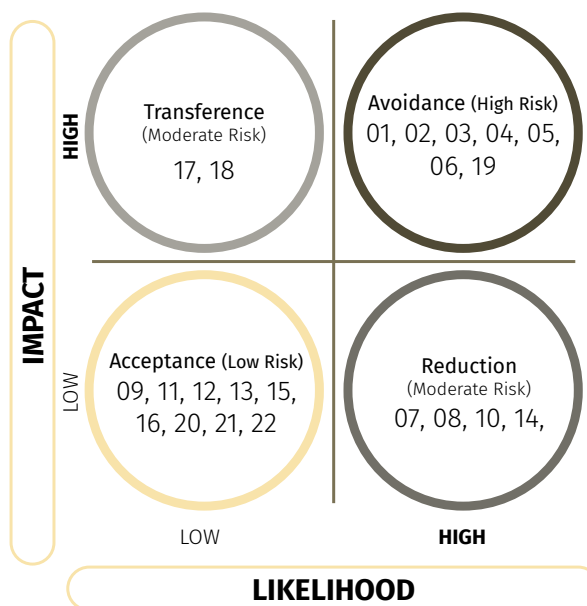 IMPACT
HIGH
Transference
(Moderate Risk)
17, 18
Avoidance (High Risk)
01, 02, 03, 04, 05,
06, 19
LOW
Acceptance (Low Risk)
09, 11, 12, 13, 15,
16, 20, 21, 22
Reduction
(Moderate Risk)
07, 08, 10, 14,
LOW
HIGH
LIKELIHOOD